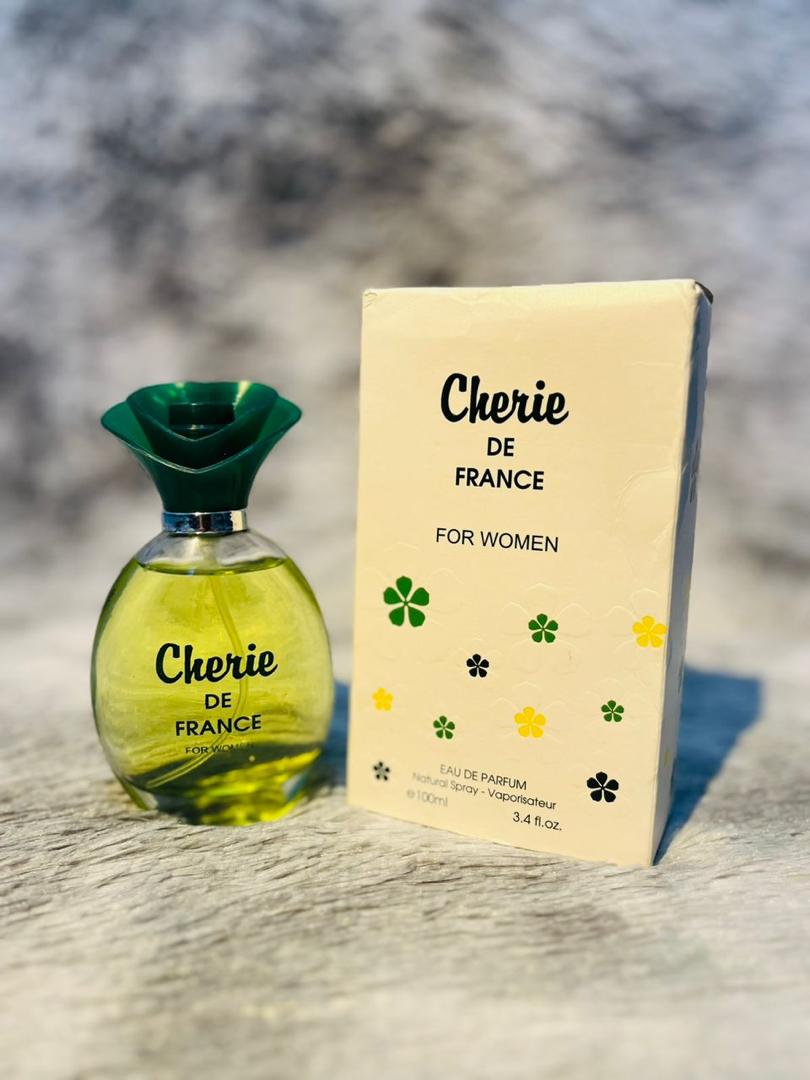 Cherie
DE
FRANCE
FOR WOMEN
EAU DE PARFUM
Natural Spray - Vaporisateur
℮100ml
3.4 fl.oz.
Cherie
DE
FRANCE
FOR WOMEN